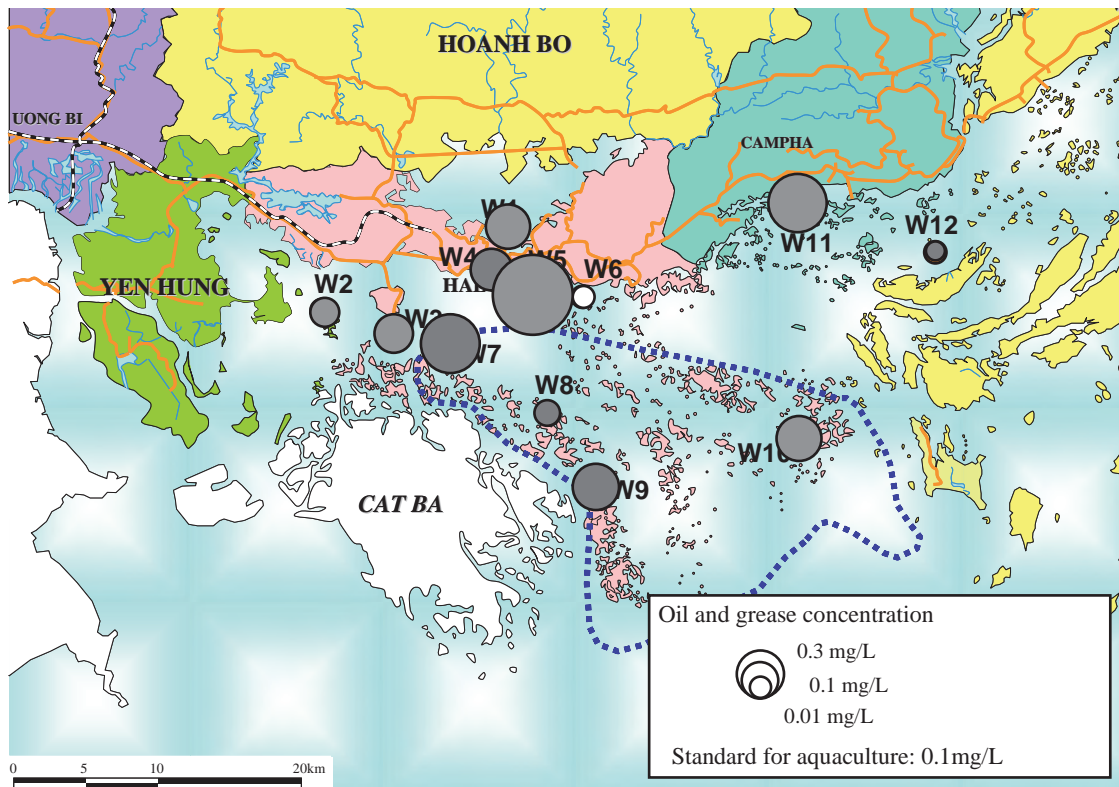 HOANH BO
UONG BI
CAMPHA
W1
W12
W11
W4
W5
W6
YEN HUNG
W2
W3
W7
W8
W10
W9
CAT BA
Oil and grease concentration
0.3 mg/L
0.1 mg/L
0.01 mg/L
Standard for aquaculture: 0.1mg/L
0 5 10 20km